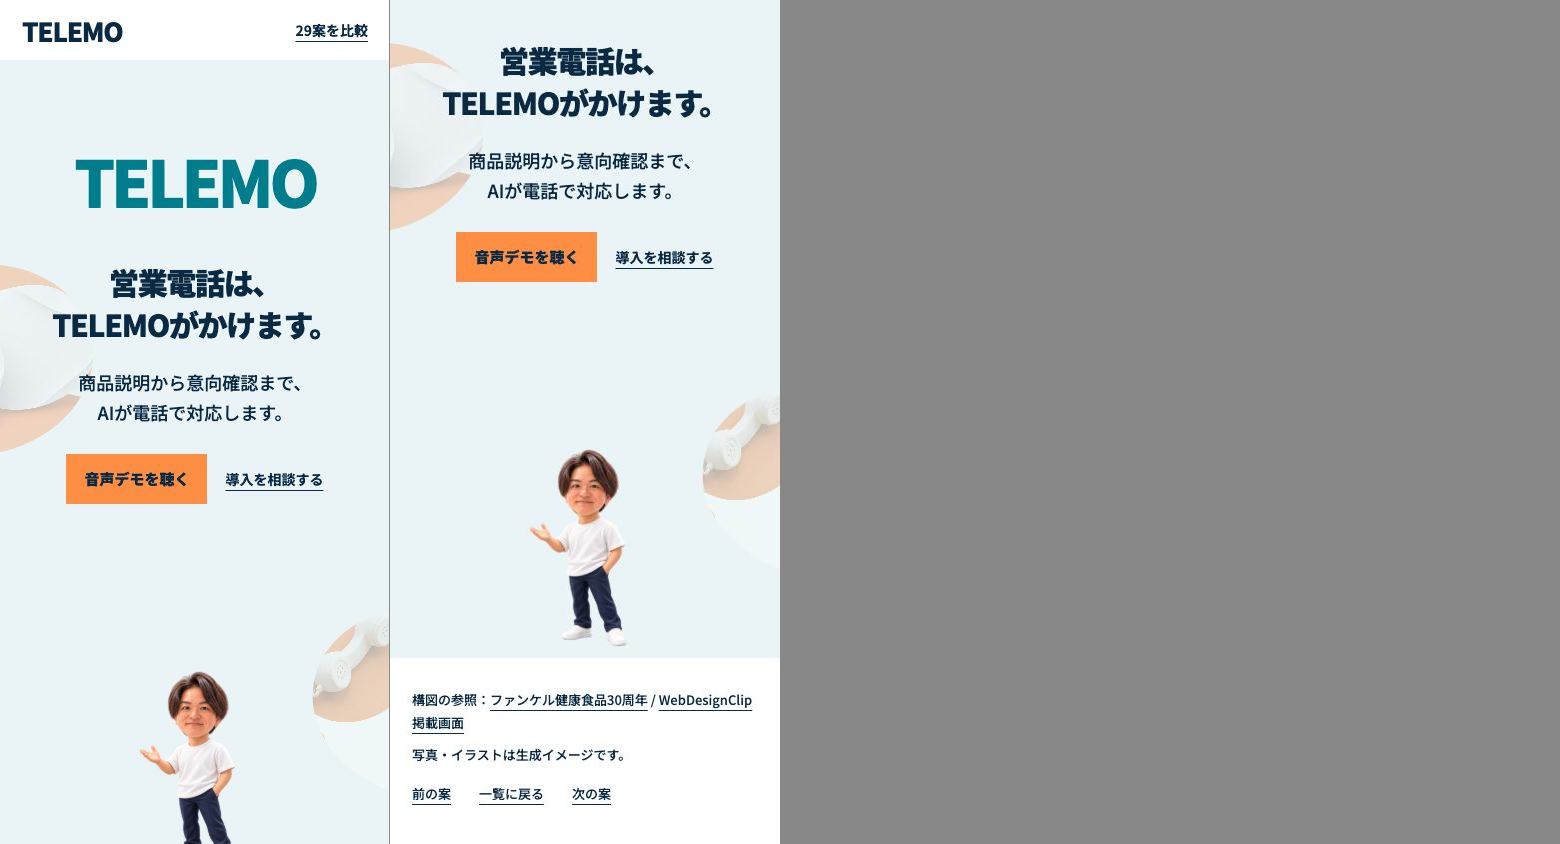 TELEMO
29案を比較
TELEMO
営業電話は、
TELEMOがかけます。
商品説明から意向確認まで、
AIが電話で対応します。
音声デモを聴く
導入を相談する
営業電話は、
TELEMOがかけます。
商品説明から意向確認まで、
AIが電話で対応します。
音声デモを聴く
導入を相談する
構図の参照：ファンケル健康食品30周年 / WebDesignClip
掲載画面
写真・イラストは生成イメージです。
前の案
一覧に戻る
次の案